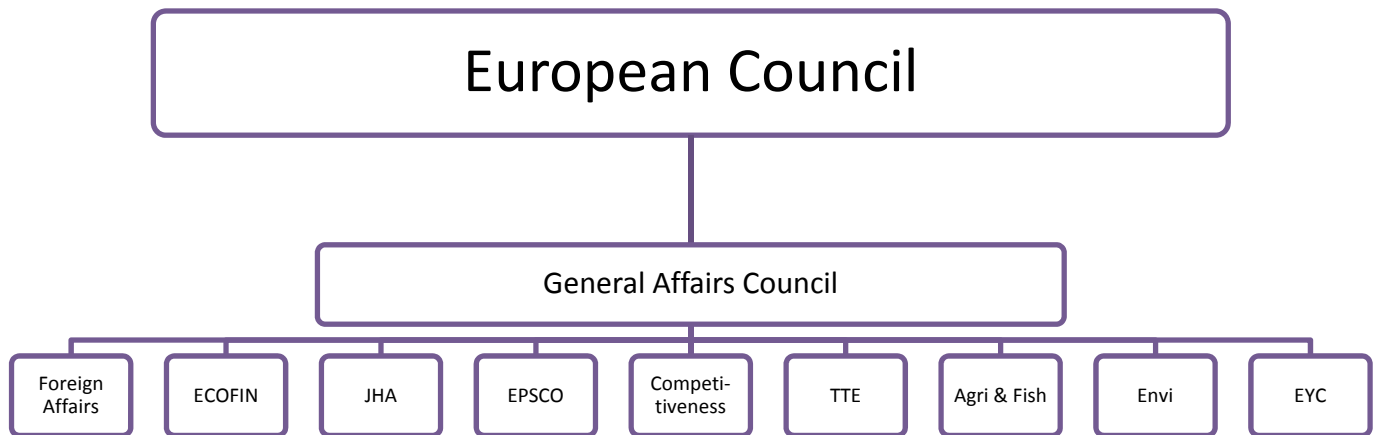 European Council
General Affairs Council
Foreign
Affairs
ECOFIN
JHA
EPSCO
Competi-
tiveness
TTE
Agri & Fish
Envi
EYC